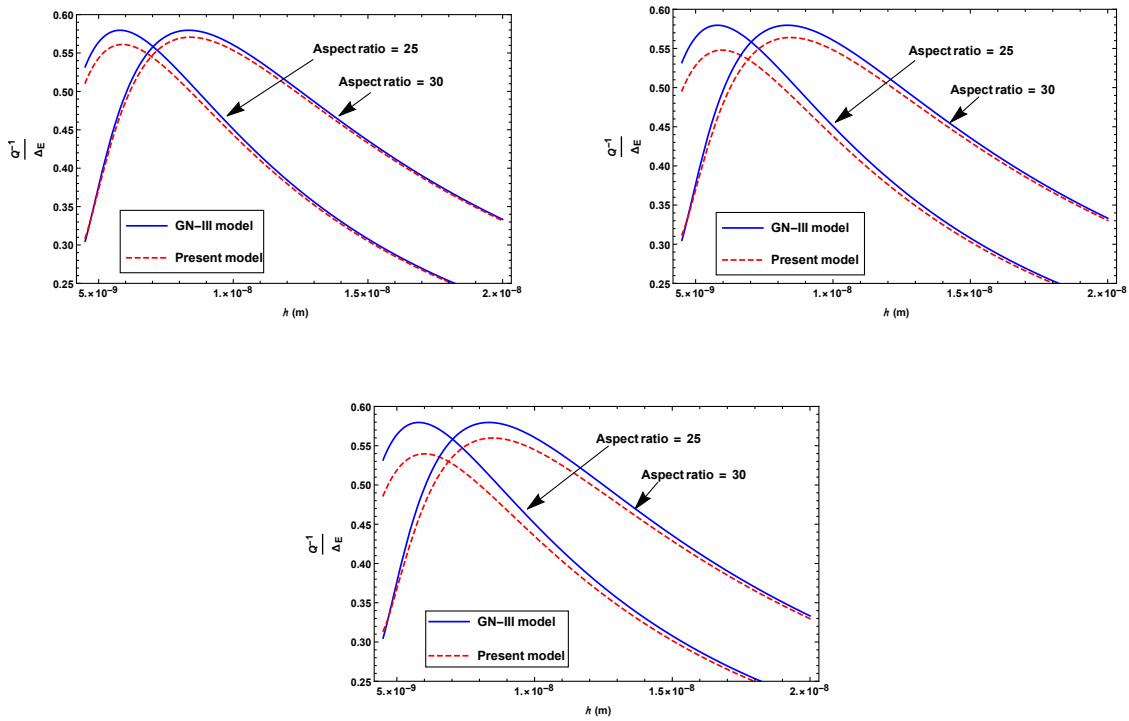 0.60
0.55
0.50
0.45
0.40
0.35
0.30
0.25
Q⁻¹
Δ_E
Aspect ratio = 25
Aspect ratio = 30
GN−III model
Present model
5.×10⁻⁹
1.×10⁻⁸
1.5×10⁻⁸
2.×10⁻⁸
h (m)
0.60
0.55
0.50
0.45
0.40
0.35
0.30
0.25
Q⁻¹
Δ_E
Aspect ratio = 25
Aspect ratio = 30
GN−III model
Present model
5.×10⁻⁹
1.×10⁻⁸
1.5×10⁻⁸
2.×10⁻⁸
h (m)
0.60
0.55
0.50
0.45
0.40
0.35
0.30
0.25
Q⁻¹
Δ_E
Aspect ratio = 25
Aspect ratio = 30
GN−III model
Present model
5.×10⁻⁹
1.×10⁻⁸
1.5×10⁻⁸
2.×10⁻⁸
h (m)